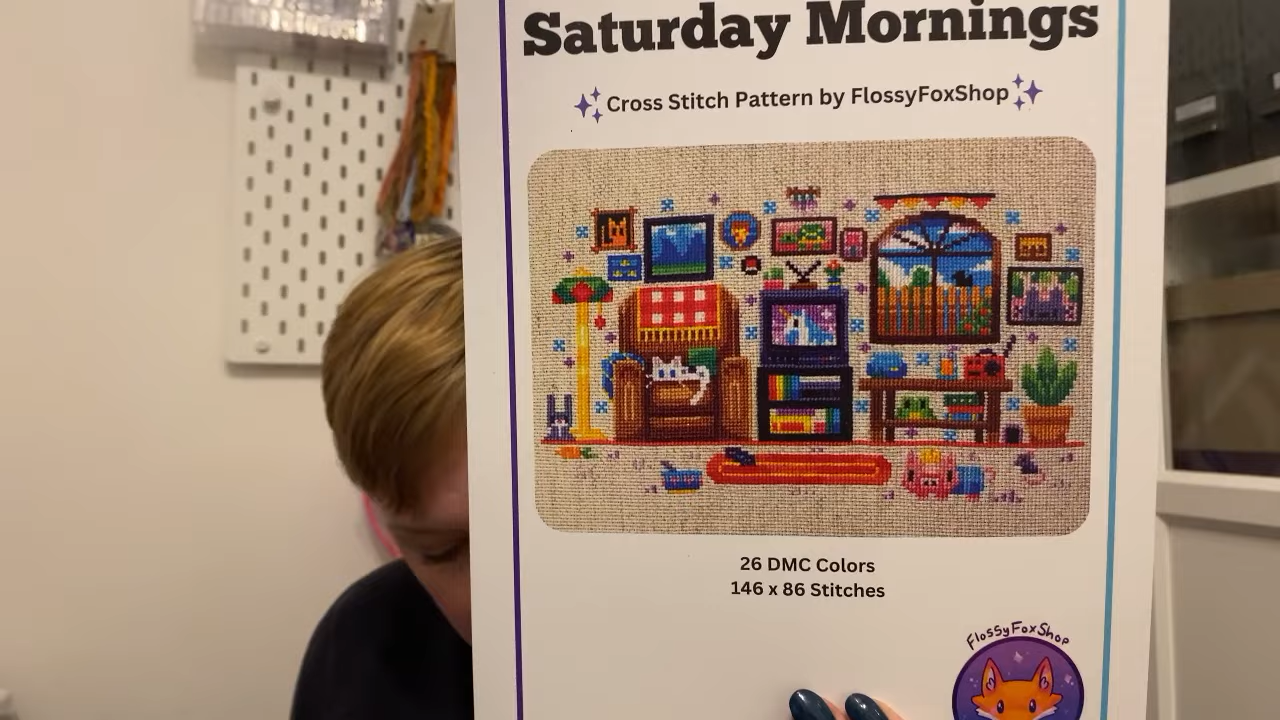 Saturday Mornings
Cross Stitch Pattern by FlossyFoxShop
26 DMC Colors
146 x 86 Stitches
FlossyFoxShop